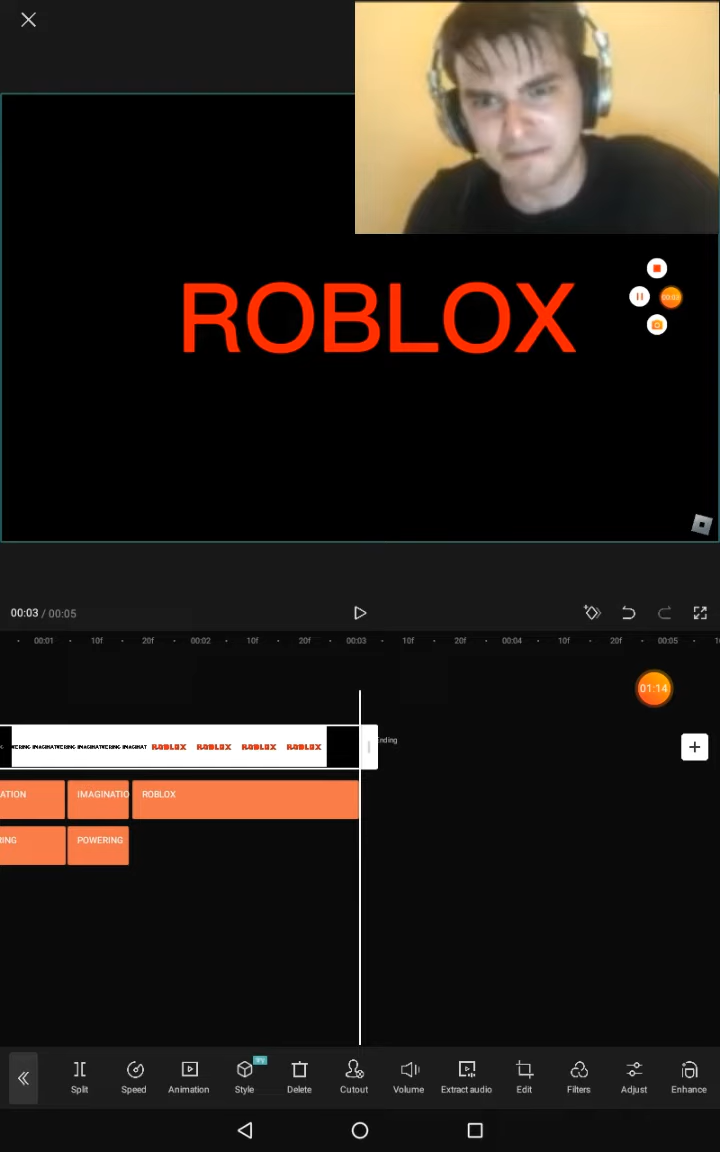 ROBLOX
00:03 / 00:05
00:01 10f 20f 00:02 10f 20f 00:03 10f 20f 00:04 10f 20f 00:05
01:14
ROBLOX ROBLOX ROBLOX ROBLOX
ATION IMAGINATIO ROBLOX
POWERING
Split Speed Animation Style Delete Cutout Volume Extract audio Edit Filters Adjust Enhance